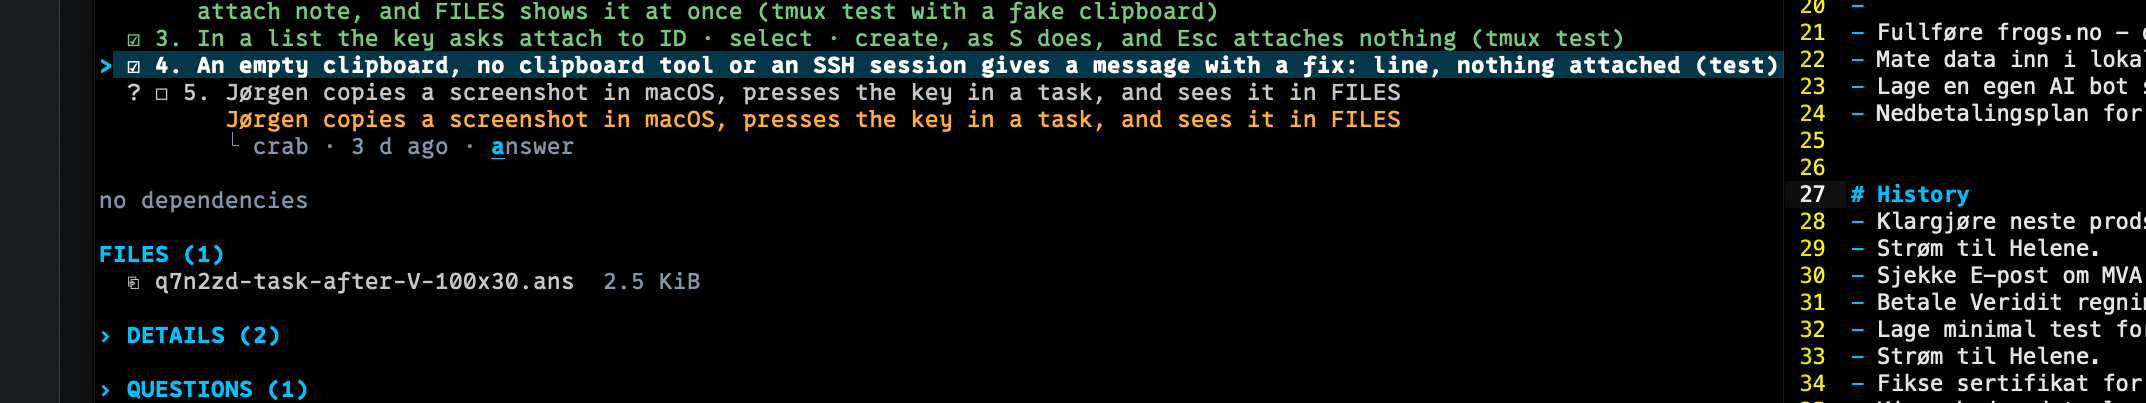 attach note, and FILES shows it at once (tmux test with a fake clipboard)
☑ 3. In a list the key asks attach to ID · select · create, as S does, and Esc attaches nothing (tmux test)
> ☑ 4. An empty clipboard, no clipboard tool or an SSH session gives a message with a fix: line, nothing attached (test)
? ☐ 5. Jørgen copies a screenshot in macOS, presses the key in a task, and sees it in FILES
Jørgen copies a screenshot in macOS, presses the key in a task, and sees it in FILES
└ crab · 3 d ago · answer
no dependencies
FILES (1)
q7n2zd-task-after-V-100x30.ans 2.5 KiB
› DETAILS (2)
› QUESTIONS (1)
20 –
21 – Fullføre frogs.no –
22 – Mate data inn i
23 – Lage en egen AI bot
24 – Nedbetalingsplan for
25
26
27 # History
28 – Klargjøre neste
29 – Strøm til Helene.
30 – Sjekke E-post om MVA
31 – Betale Veridit
32 – Lage minimal test
33 – Strøm til Helene.
34 – Fikse sertifikat for